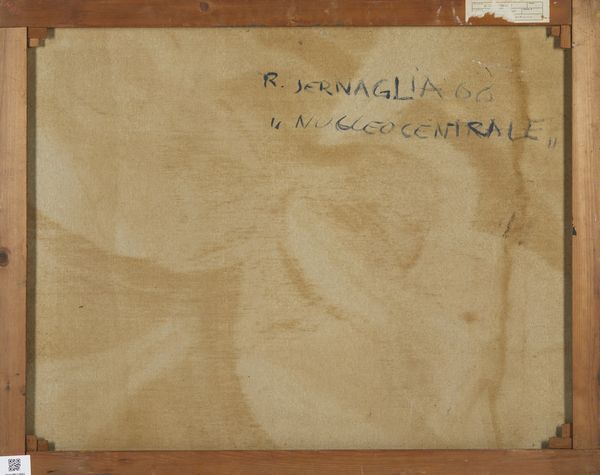 R. SERNAGLIA 66
"NUCLEO CENTRALE"